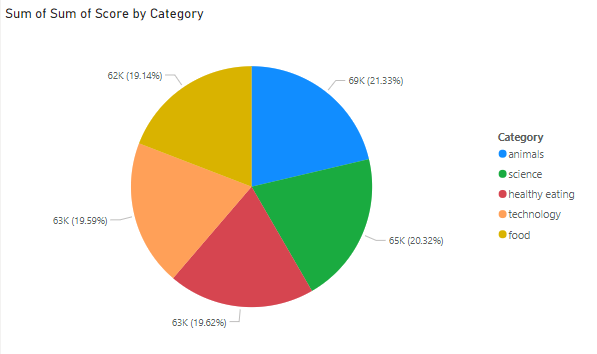 Sum of Sum of Score by Category
62K (19.14%)
69K (21.33%)
Category
animals
science
healthy eating
technology
food
63K (19.59%)
65K (20.32%)
63K (19.62%)